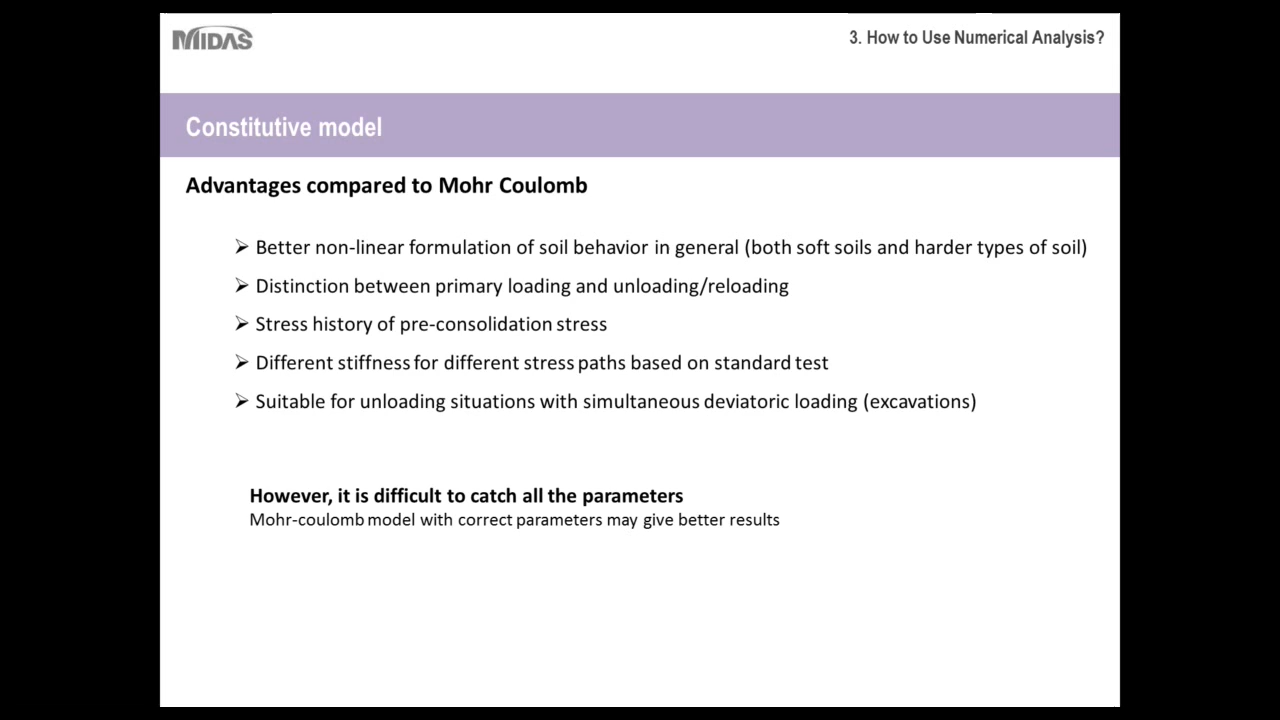 MIDAS
3. How to Use Numerical Analysis?
Constitutive model
Advantages compared to Mohr Coulomb
➢ Better non-linear formulation of soil behavior in general (both soft soils and harder types of soil)
➢ Distinction between primary loading and unloading/reloading
➢ Stress history of pre-consolidation stress
➢ Different stiffness for different stress paths based on standard test
➢ Suitable for unloading situations with simultaneous deviatoric loading (excavations)
However, it is difficult to catch all the parameters
Mohr-coulomb model with correct parameters may give better results